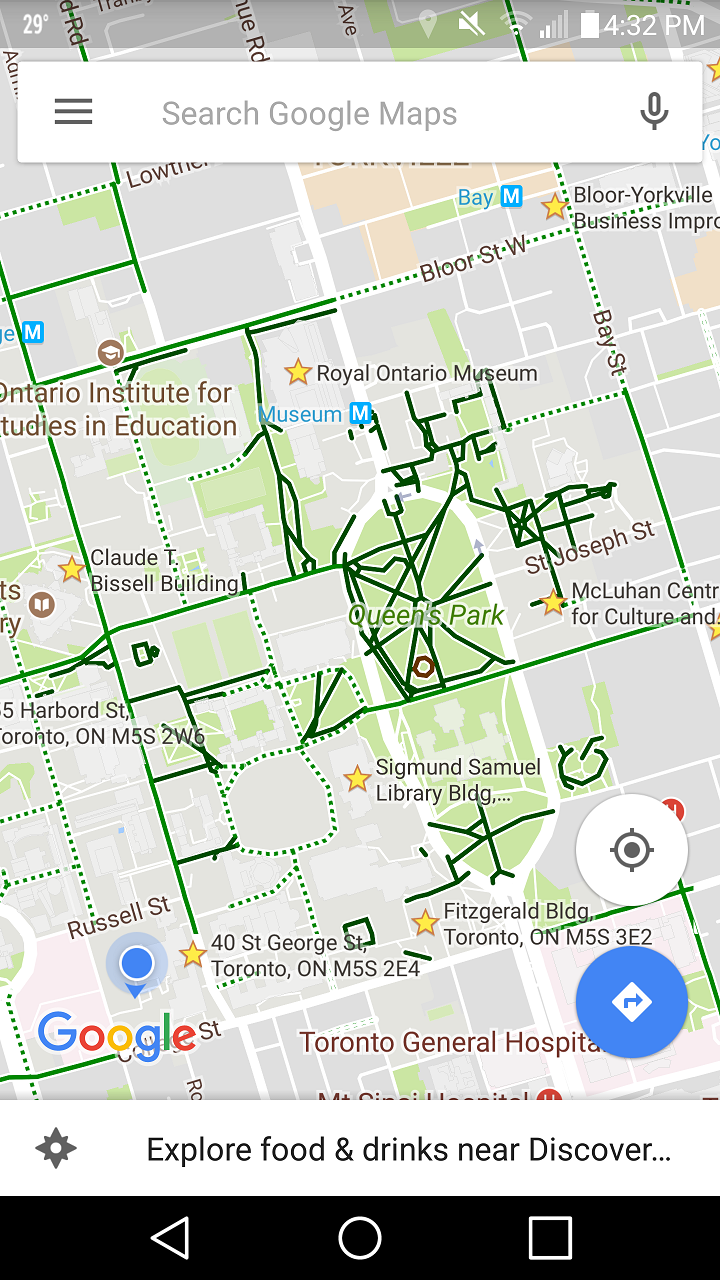 29°
4:32 PM
Ave
Search Google Maps
Bay M
Bloor-Yorkville
Business Impro
Bloor St W
Bay St
M
Royal Ontario Museum
Museum M
Ontario Institute for
tudies in Education
Claude T.
Bissell Building
St Joseph St
McLuhan Centr
for Culture and
Queen's Park
55 Harbord St,
Toronto, ON M5S 2W6
Sigmund Samuel
Library Bldg,...
H
Russell St
Fitzgerald Bldg,
Toronto, ON M5S 3E2
40 St George St,
Toronto, ON M5S 2E4
Google
Toronto General Hospita
Mt Sinai Hospital H
Explore food & drinks near Discover...